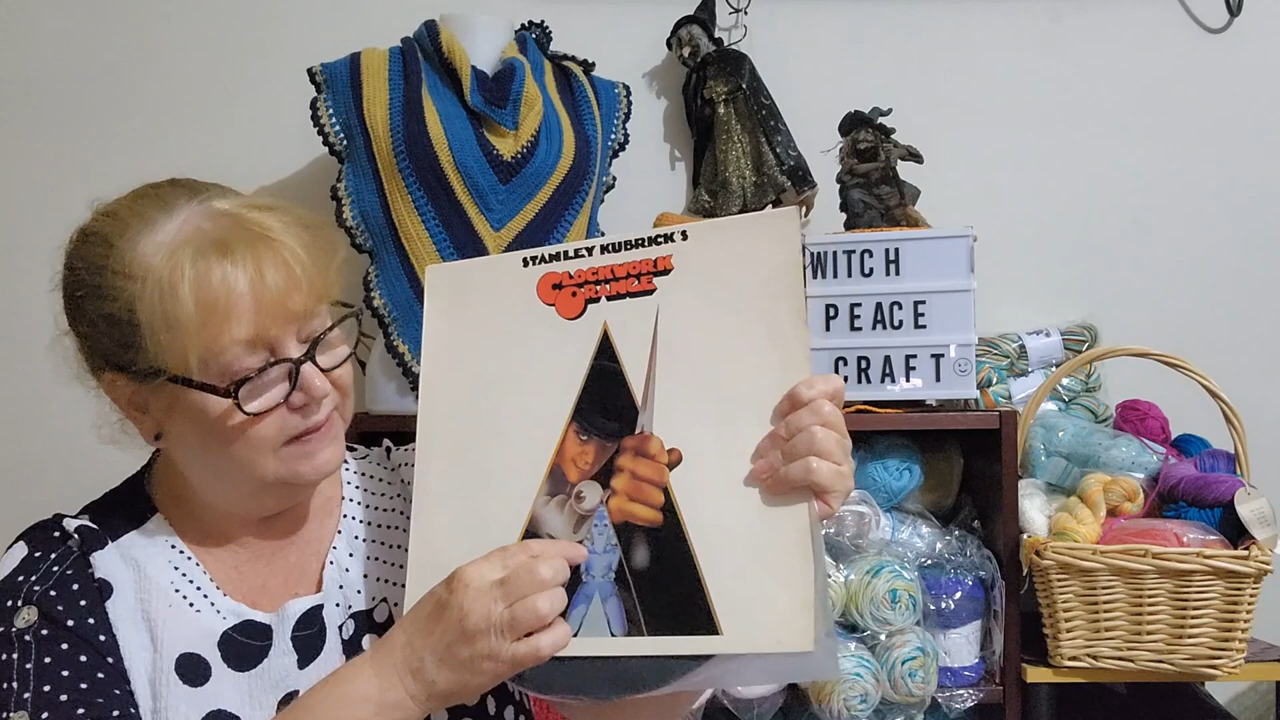 STANLEY KUBRICK'S
CLOCKWORK
ORANGE
WITCH
PEACE
CRAFT